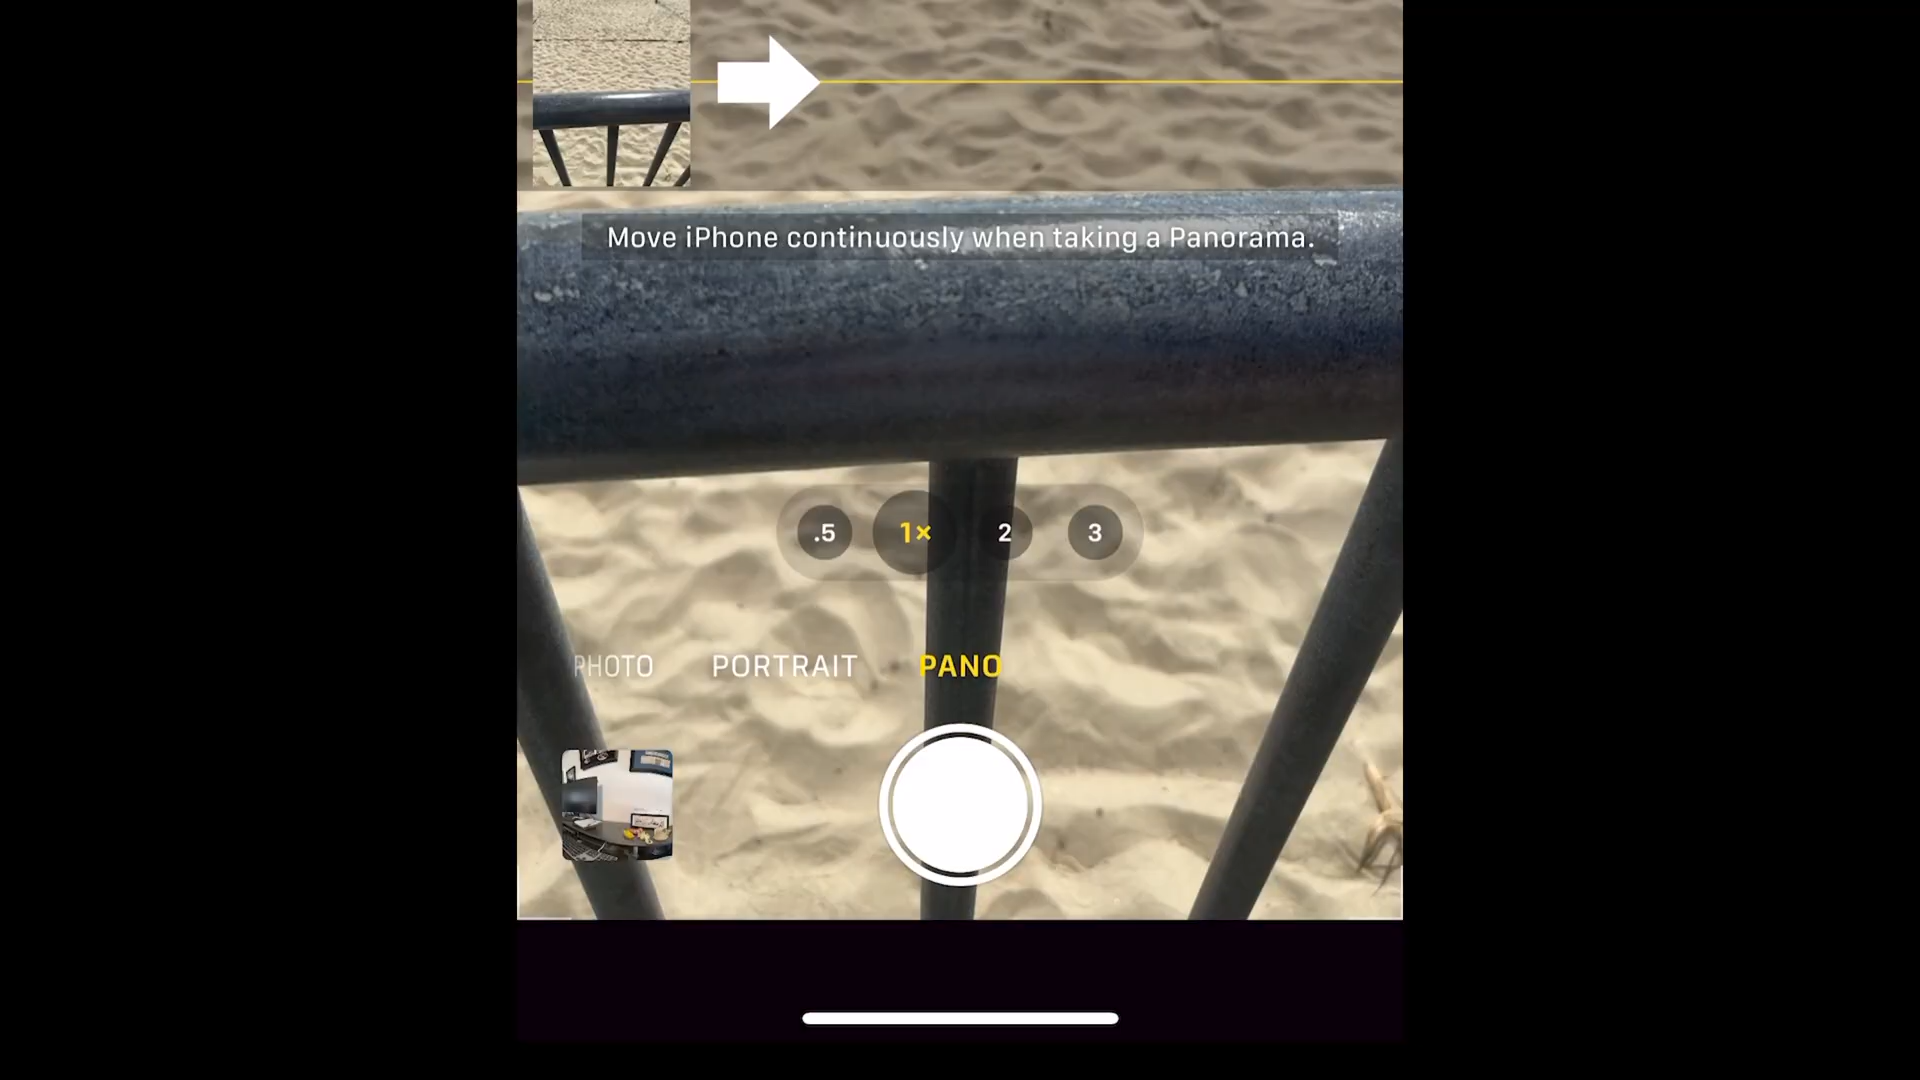 Move iPhone continuously when taking a Panorama.
.5 1× 2 3
PHOTO PORTRAIT PANO